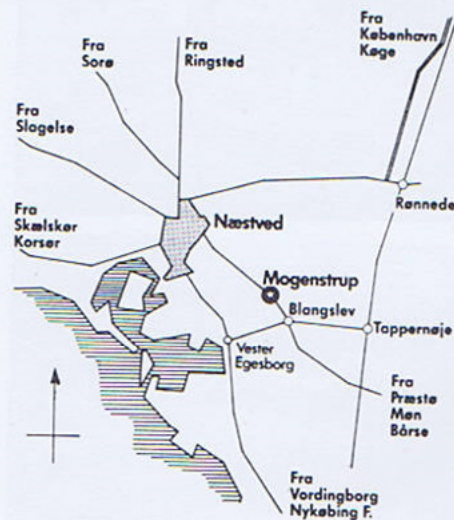 Fra
København
Køge
Fra
Ringsted
Fra
Sorø
Fra
Slagelse
Rønnede
Fra
Skælskør
Korsør
Næstved
Mogenstrup
Blangslev
Tappernøje
Vester
Egesborg
Fra
Præstø
Møn
Bårse
Fra
Vordingborg
Nykøbing F.